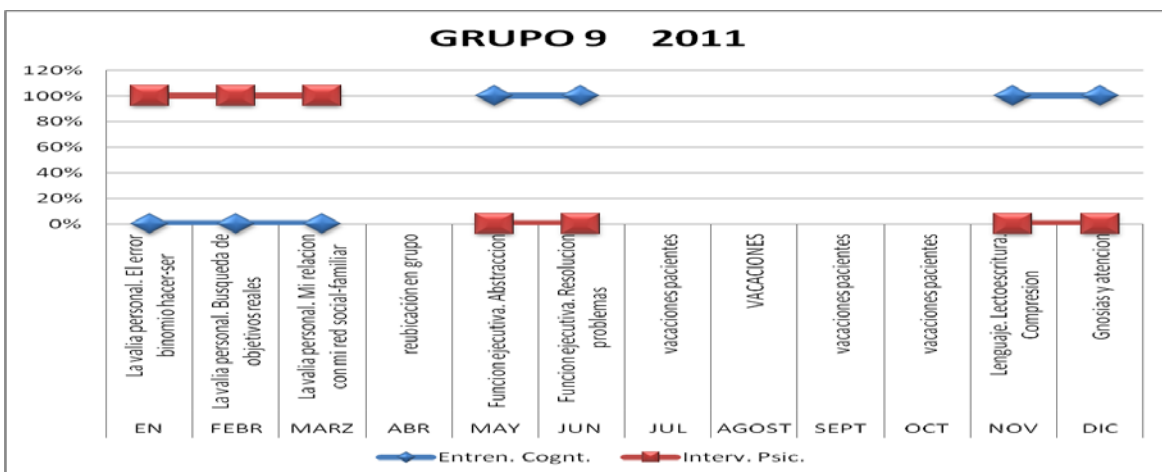 GRUPO 9 2011
120%
100%
80%
60%
40%
20%
0%
La valia personal. El error
binomio hacer-ser
La valia personal. Busqueda de
objetivos reales
La valia personal. Mi relacion
con mi red social-familiar
reubicación en grupo
Funcion ejecutiva. Abstraccion
Funcion ejecutiva. Resolucion
problemas
vacaciones pacientes
VACACIONES
vacaciones pacientes
vacaciones pacientes
Lenguaje. Lectoescritura.
Compresion
Gnosias y atencion
EN FEBR MARZ ABR MAY JUN JUL AGOST SEPT OCT NOV DIC
Entren. Cognt. Interv. Psic.